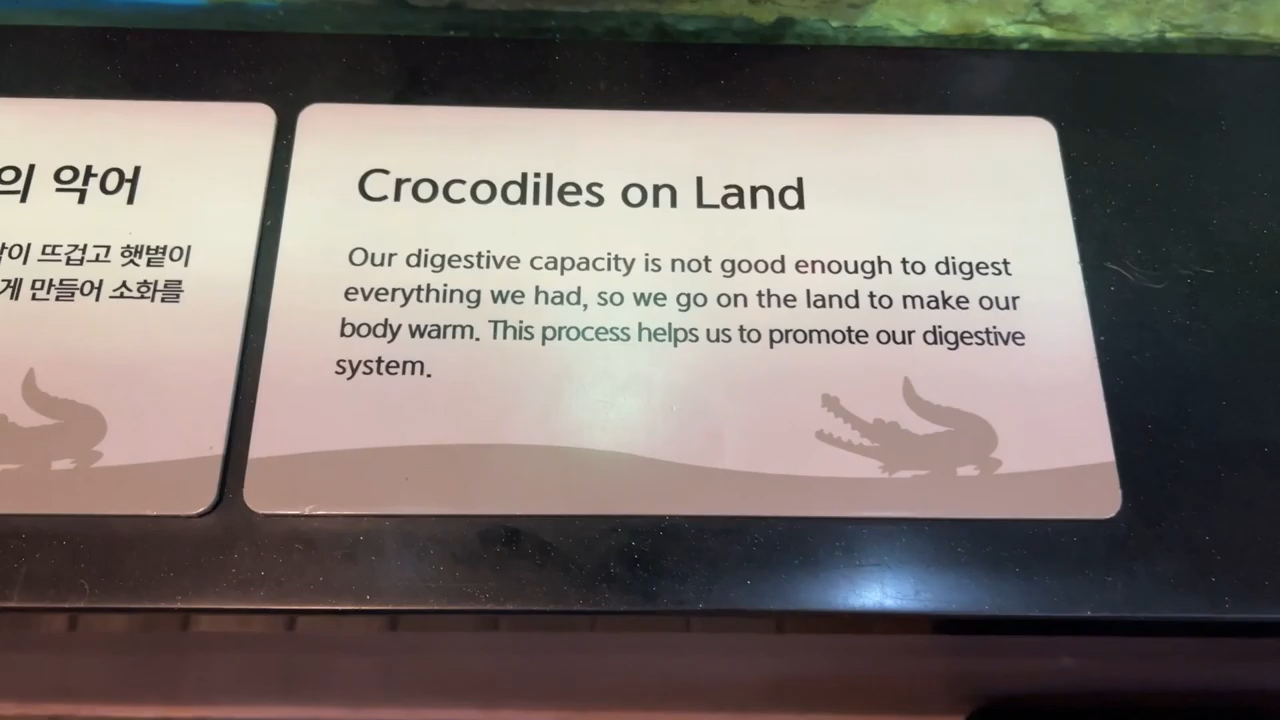 의 악어
이 뜨겁고 햇볕이
게 만들어 소화를
Crocodiles on Land
Our digestive capacity is not good enough to digest
everything we had, so we go on the land to make our
body warm. This process helps us to promote our digestive
system.